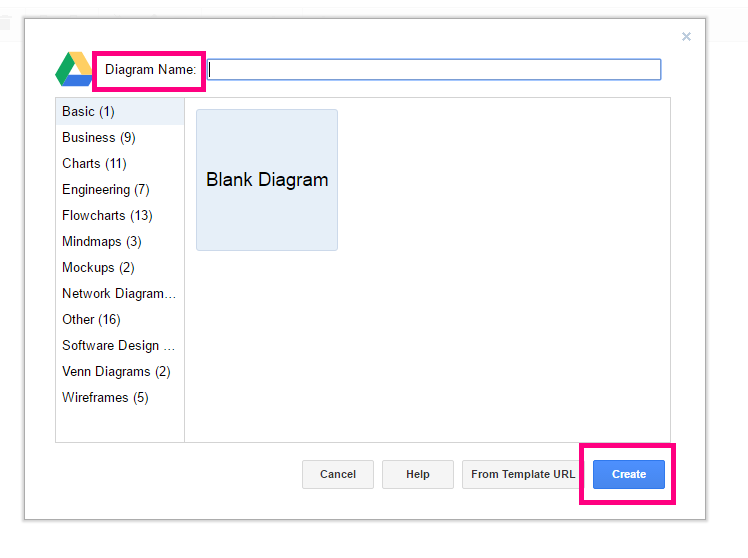 Diagram Name:
Basic (1)
Business (9)
Charts (11)
Engineering (7)
Flowcharts (13)
Mindmaps (3)
Mockups (2)
Network Diagram...
Other (16)
Software Design ...
Venn Diagrams (2)
Wireframes (5)
Blank Diagram
Cancel
Help
From Template URL
Create